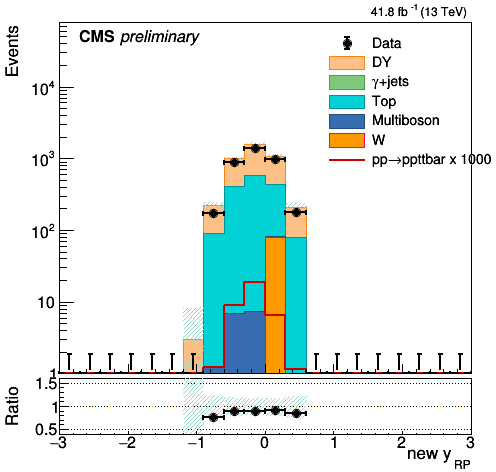 41.8 fb⁻¹ (13 TeV)
CMS preliminary
Events
Data
DY
γ+jets
Top
Multiboson
W
pp→ppttbar x 1000
10⁴
10³
10²
10
1
Ratio
1.5
1
0.5
−3 −2 −1 0 1 2 3
new y_RP